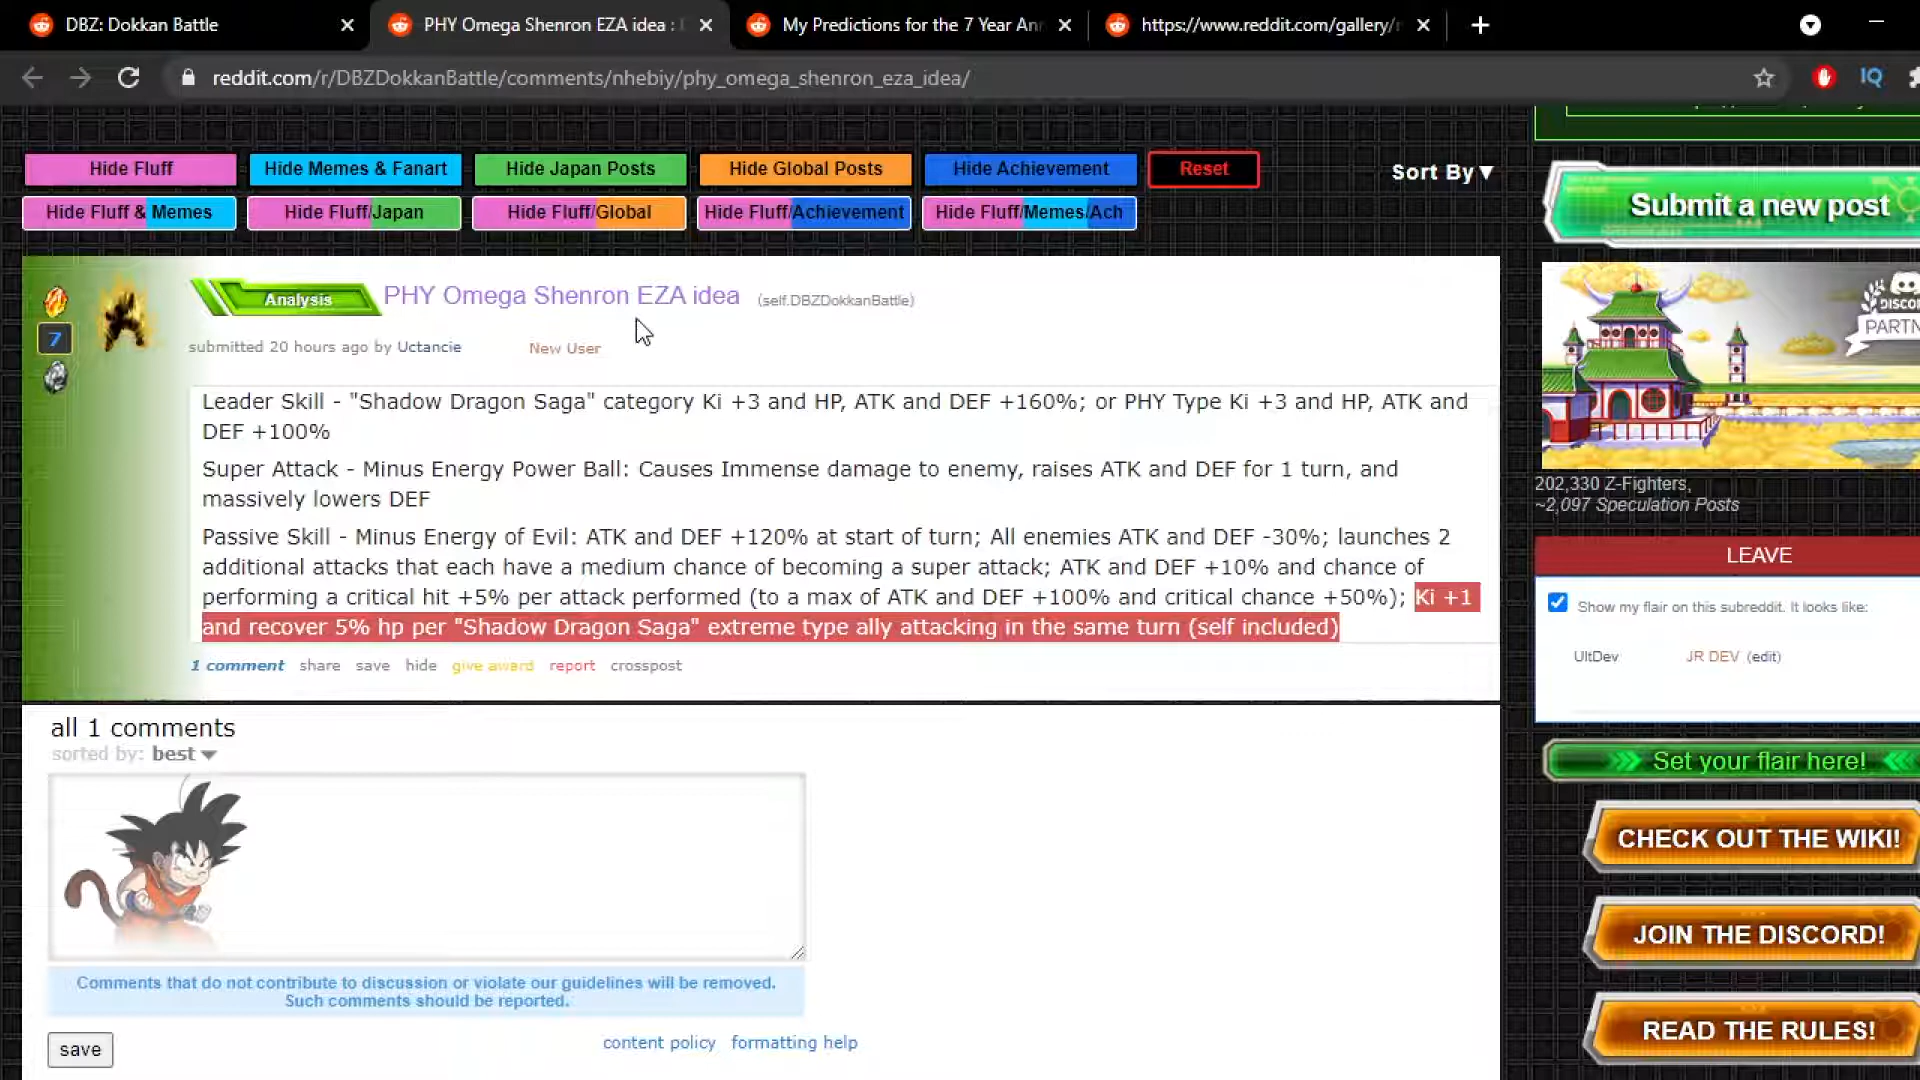 DBZ: Dokkan Battle
PHY Omega Shenron EZA idea :
My Predictions for the 7 Year Ann
https://www.reddit.com/gallery/
reddit.com/r/DBZDokkanBattle/comments/nhebiy/phy_omega_shenron_eza_idea/
IQ
Hide Fluff
Hide Memes & Fanart
Hide Japan Posts
Hide Global Posts
Hide Achievement
Reset
Sort By▼
Hide Fluff & Memes
Hide Fluff/Japan
Hide Fluff/Global
Hide Fluff/Achievement
Hide Fluff/Memes/Ach
Submit a new post
Analysis
PHY Omega Shenron EZA idea (self.DBZDokkanBattle)
7
submitted 20 hours ago by Uctancie New User
Leader Skill - "Shadow Dragon Saga" category Ki +3 and HP, ATK and DEF +160%; or PHY Type Ki +3 and HP, ATK and
DEF +100%
Super Attack - Minus Energy Power Ball: Causes Immense damage to enemy, raises ATK and DEF for 1 turn, and
massively lowers DEF
Passive Skill - Minus Energy of Evil: ATK and DEF +120% at start of turn; All enemies ATK and DEF -30%; launches 2
additional attacks that each have a medium chance of becoming a super attack; ATK and DEF +10% and chance of
performing a critical hit +5% per attack performed (to a max of ATK and DEF +100% and critical chance +50%); Ki +1
and recover 5% hp per "Shadow Dragon Saga" extreme type ally attacking in the same turn (self included)
1 comment share save hide give award report crosspost
all 1 comments
sorted by: best
Comments that do not contribute to discussion or violate our guidelines will be removed.
Such comments should be reported.
save
content policy formatting help
DISCO
PARTN
202,330 Z-Fighters,
~2,097 Speculation Posts
LEAVE
Show my flair on this subreddit. It looks like:
UltDev JR DEV (edit)
Set your flair here!
CHECK OUT THE WIKI!
JOIN THE DISCORD!
READ THE RULES!